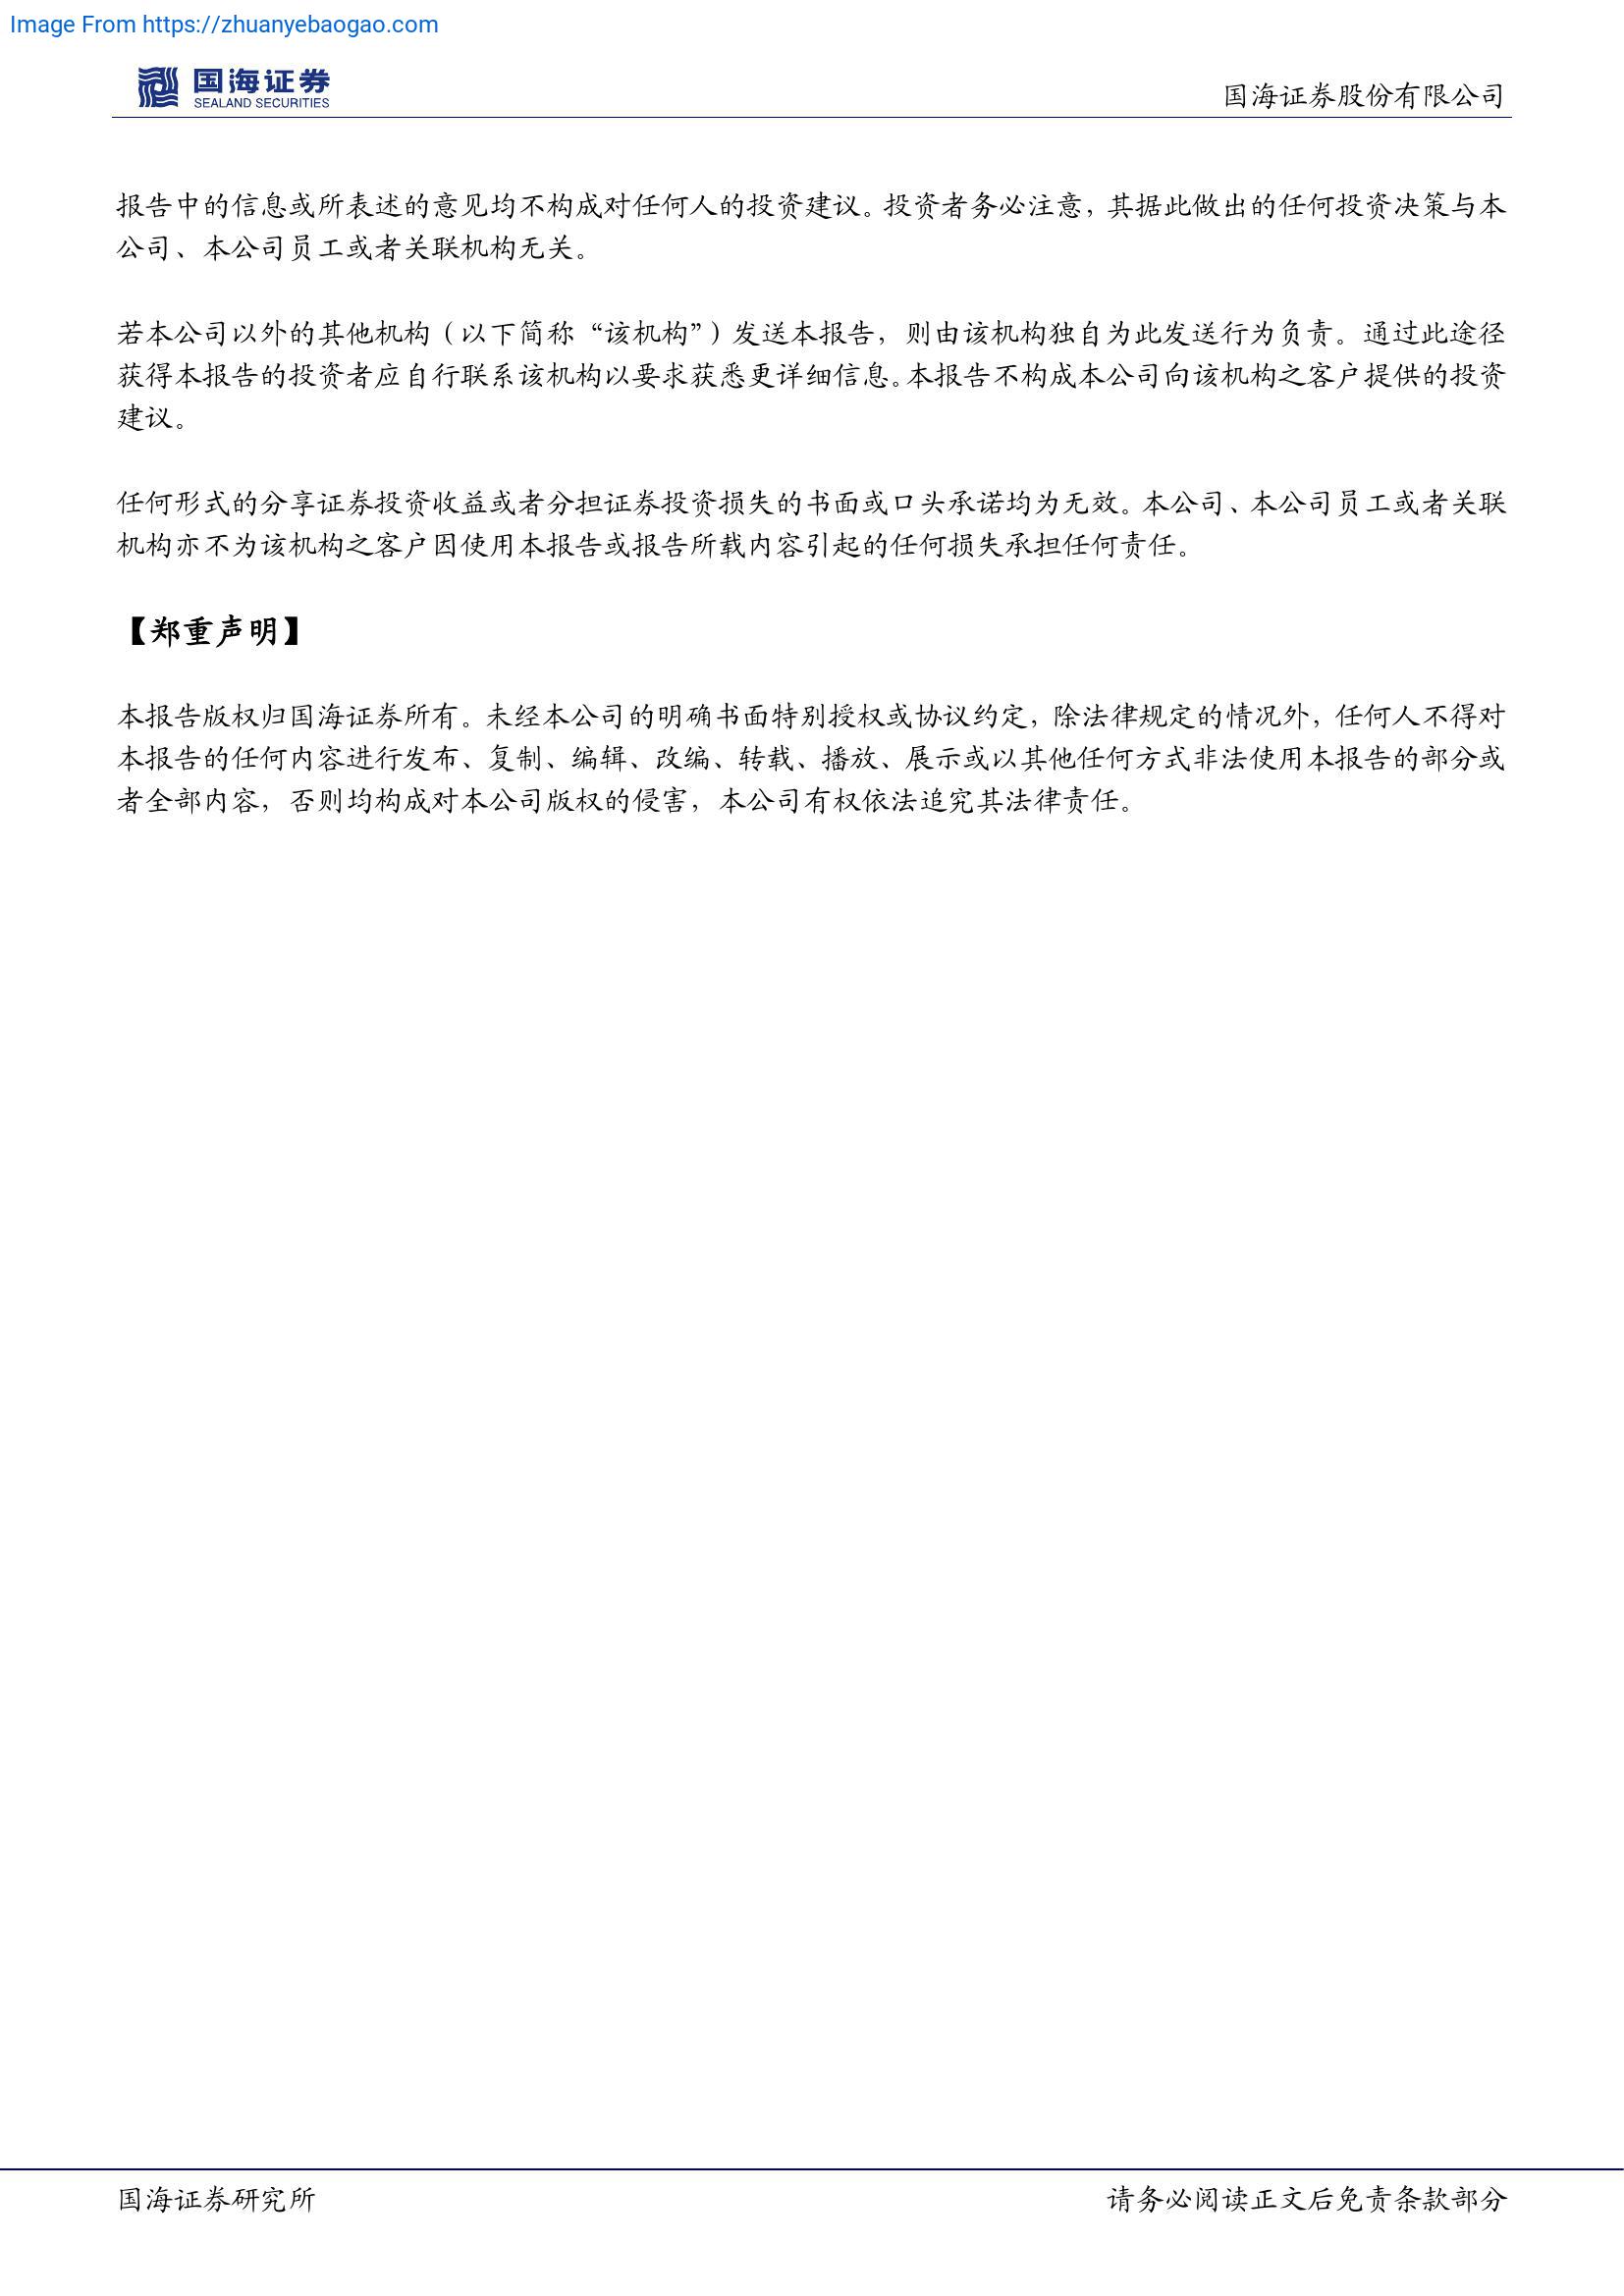 Image From https://zhuanyebaogao.com
国海证券
SEALAND SECURITIES
国海证券股份有限公司
报告中的信息或所表述的意见均不构成对任何人的投资建议。投资者务必注意，其据此做出的任何投资决策与本
公司、本公司员工或者关联机构无关。
若本公司以外的其他机构（以下简称“该机构”）发送本报告，则由该机构独自为此发送行为负责。通过此途径
获得本报告的投资者应自行联系该机构以要求获悉更详细信息。本报告不构成本公司向该机构之客户提供的投资
建议。
任何形式的分享证券投资收益或者分担证券投资损失的书面或口头承诺均为无效。本公司、本公司员工或者关联
机构亦不为该机构之客户因使用本报告或报告所载内容引起的任何损失承担任何责任。
【郑重声明】
本报告版权归国海证券所有。未经本公司的明确书面特别授权或协议约定，除法律规定的情况外，任何人不得对
本报告的任何内容进行发布、复制、编辑、改编、转载、播放、展示或以其他任何方式非法使用本报告的部分或
者全部内容，否则均构成对本公司版权的侵害，本公司有权依法追究其法律责任。
国海证券研究所
请务必阅读正文后免责条款部分